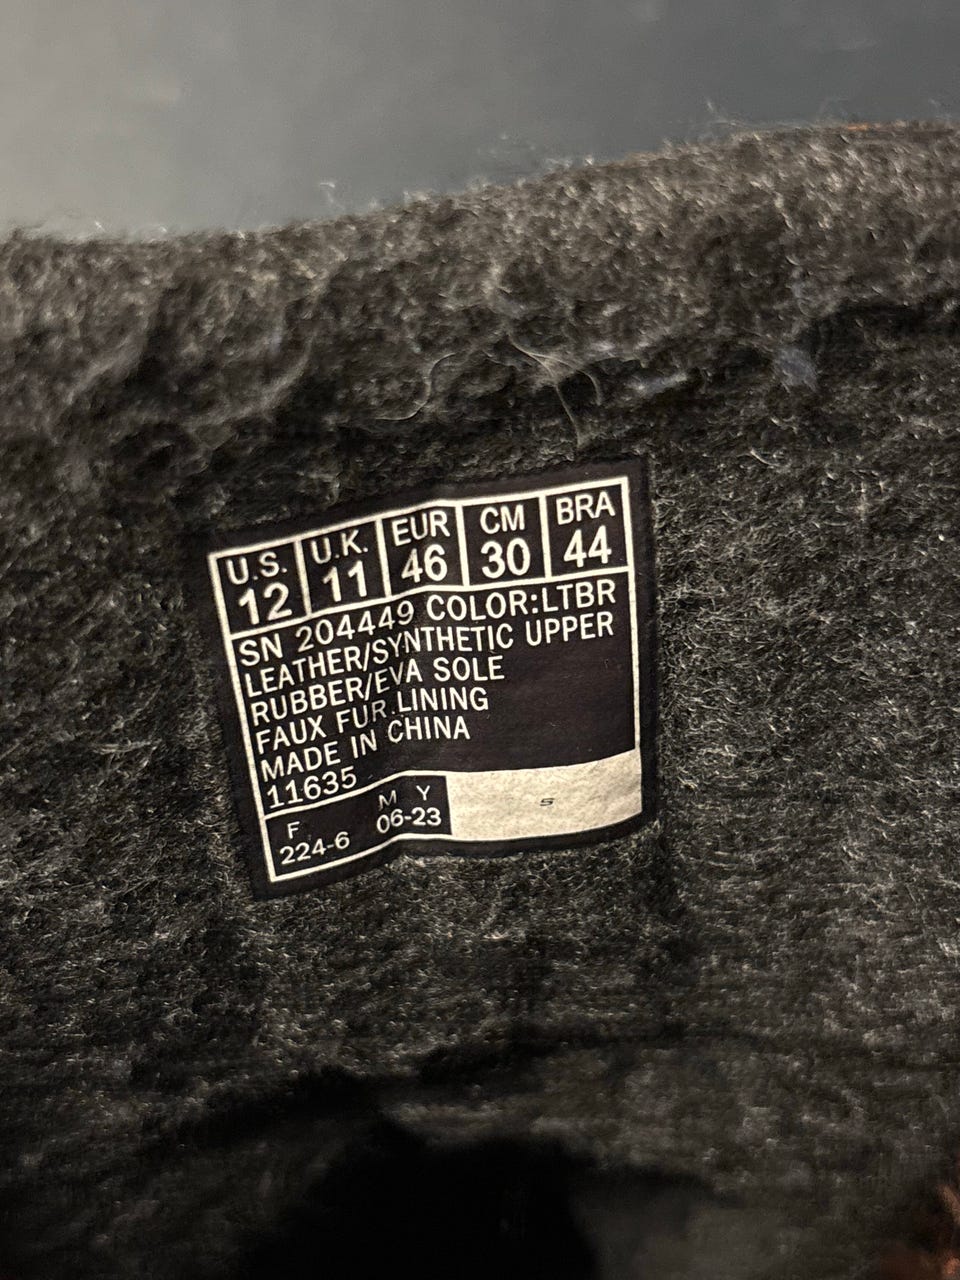 U.S. U.K. EUR CM BRA
12 11 46 30 44
SN 204449 COLOR:LTBR
LEATHER/SYNTHETIC UPPER
RUBBER/EVA SOLE
FAUX FUR LINING
MADE IN CHINA
11635
F M Y
224-6 06-23
S